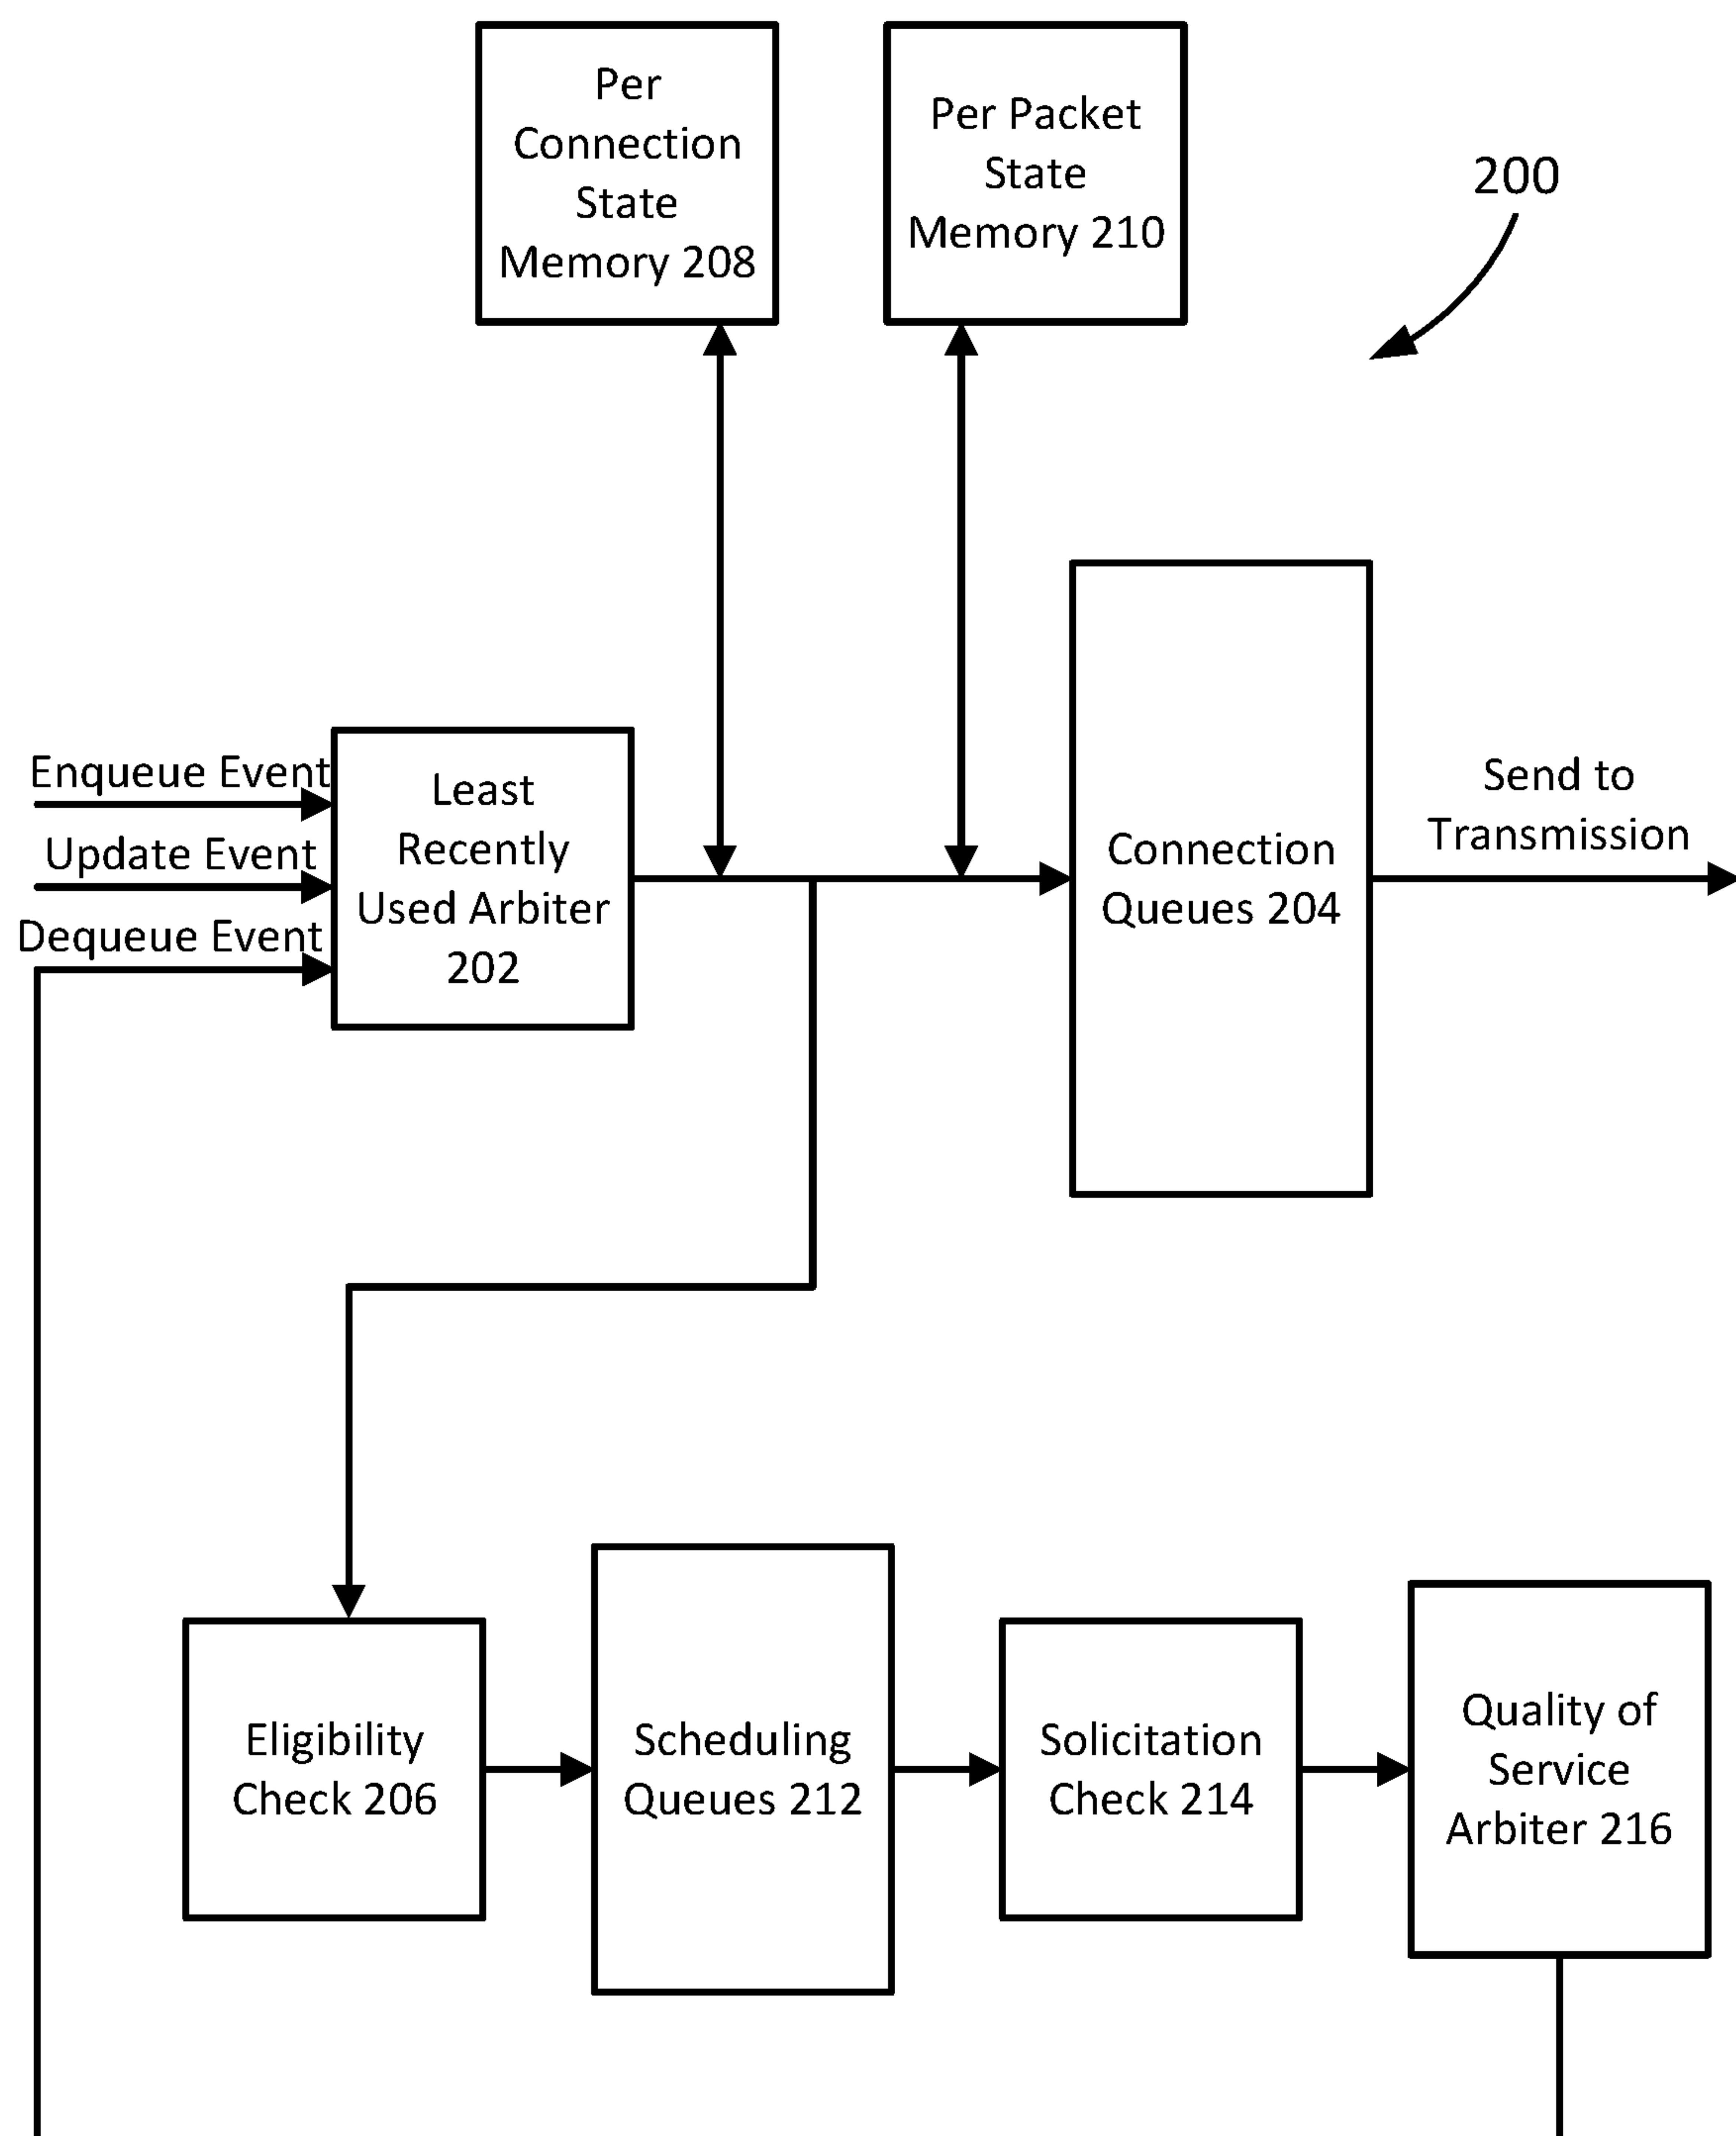 Per
Connection
State
Memory 208
Per Packet
State
Memory 210
200
Enqueue Event
Update Event
Dequeue Event
Least
Recently
Used Arbiter
202
Connection
Queues 204
Send to
Transmission
Eligibility
Check 206
Scheduling
Queues 212
Solicitation
Check 214
Quality of
Service
Arbiter 216